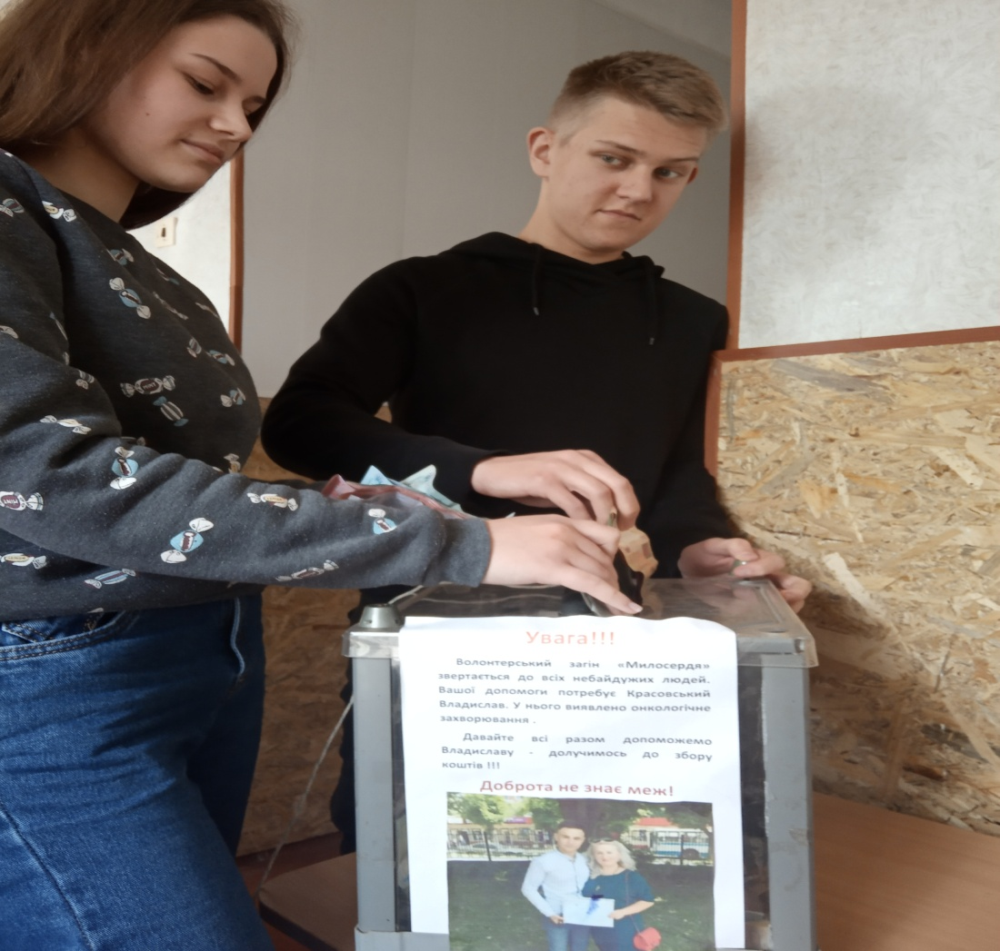 Увага!!!
Волонтерський загін «Милосердя»
звертається до всіх небайдужих людей.
Вашої допомоги потребує Красовський
Владислав. У нього виявлено онкологічне
захворювання .
Давайте всі разом допоможемо
Владиславу - долучимось до збору
коштів !!!
Доброта не знає меж!